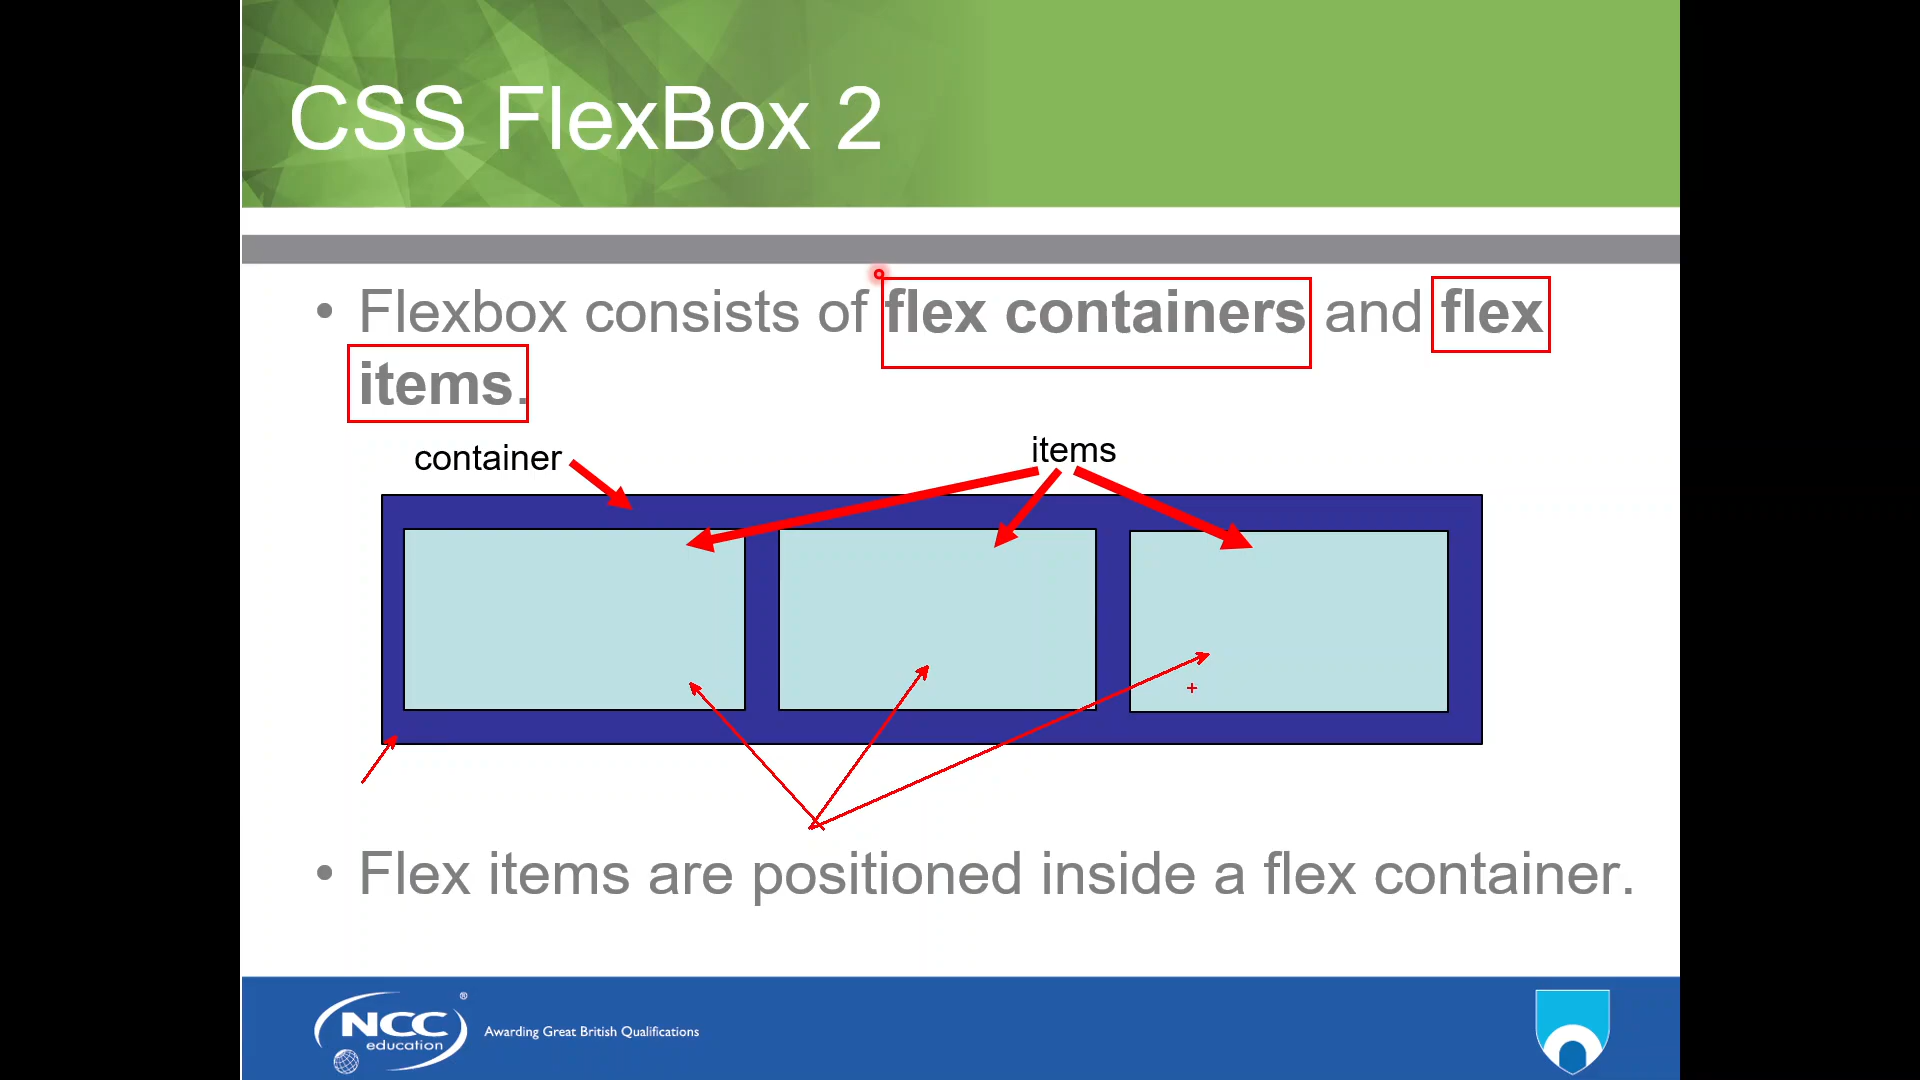 CSS FlexBox 2
• Flexbox consists of flex containers and flex
items.
container
items
• Flex items are positioned inside a flex container.
NCC ®
education
Awarding Great British Qualifications